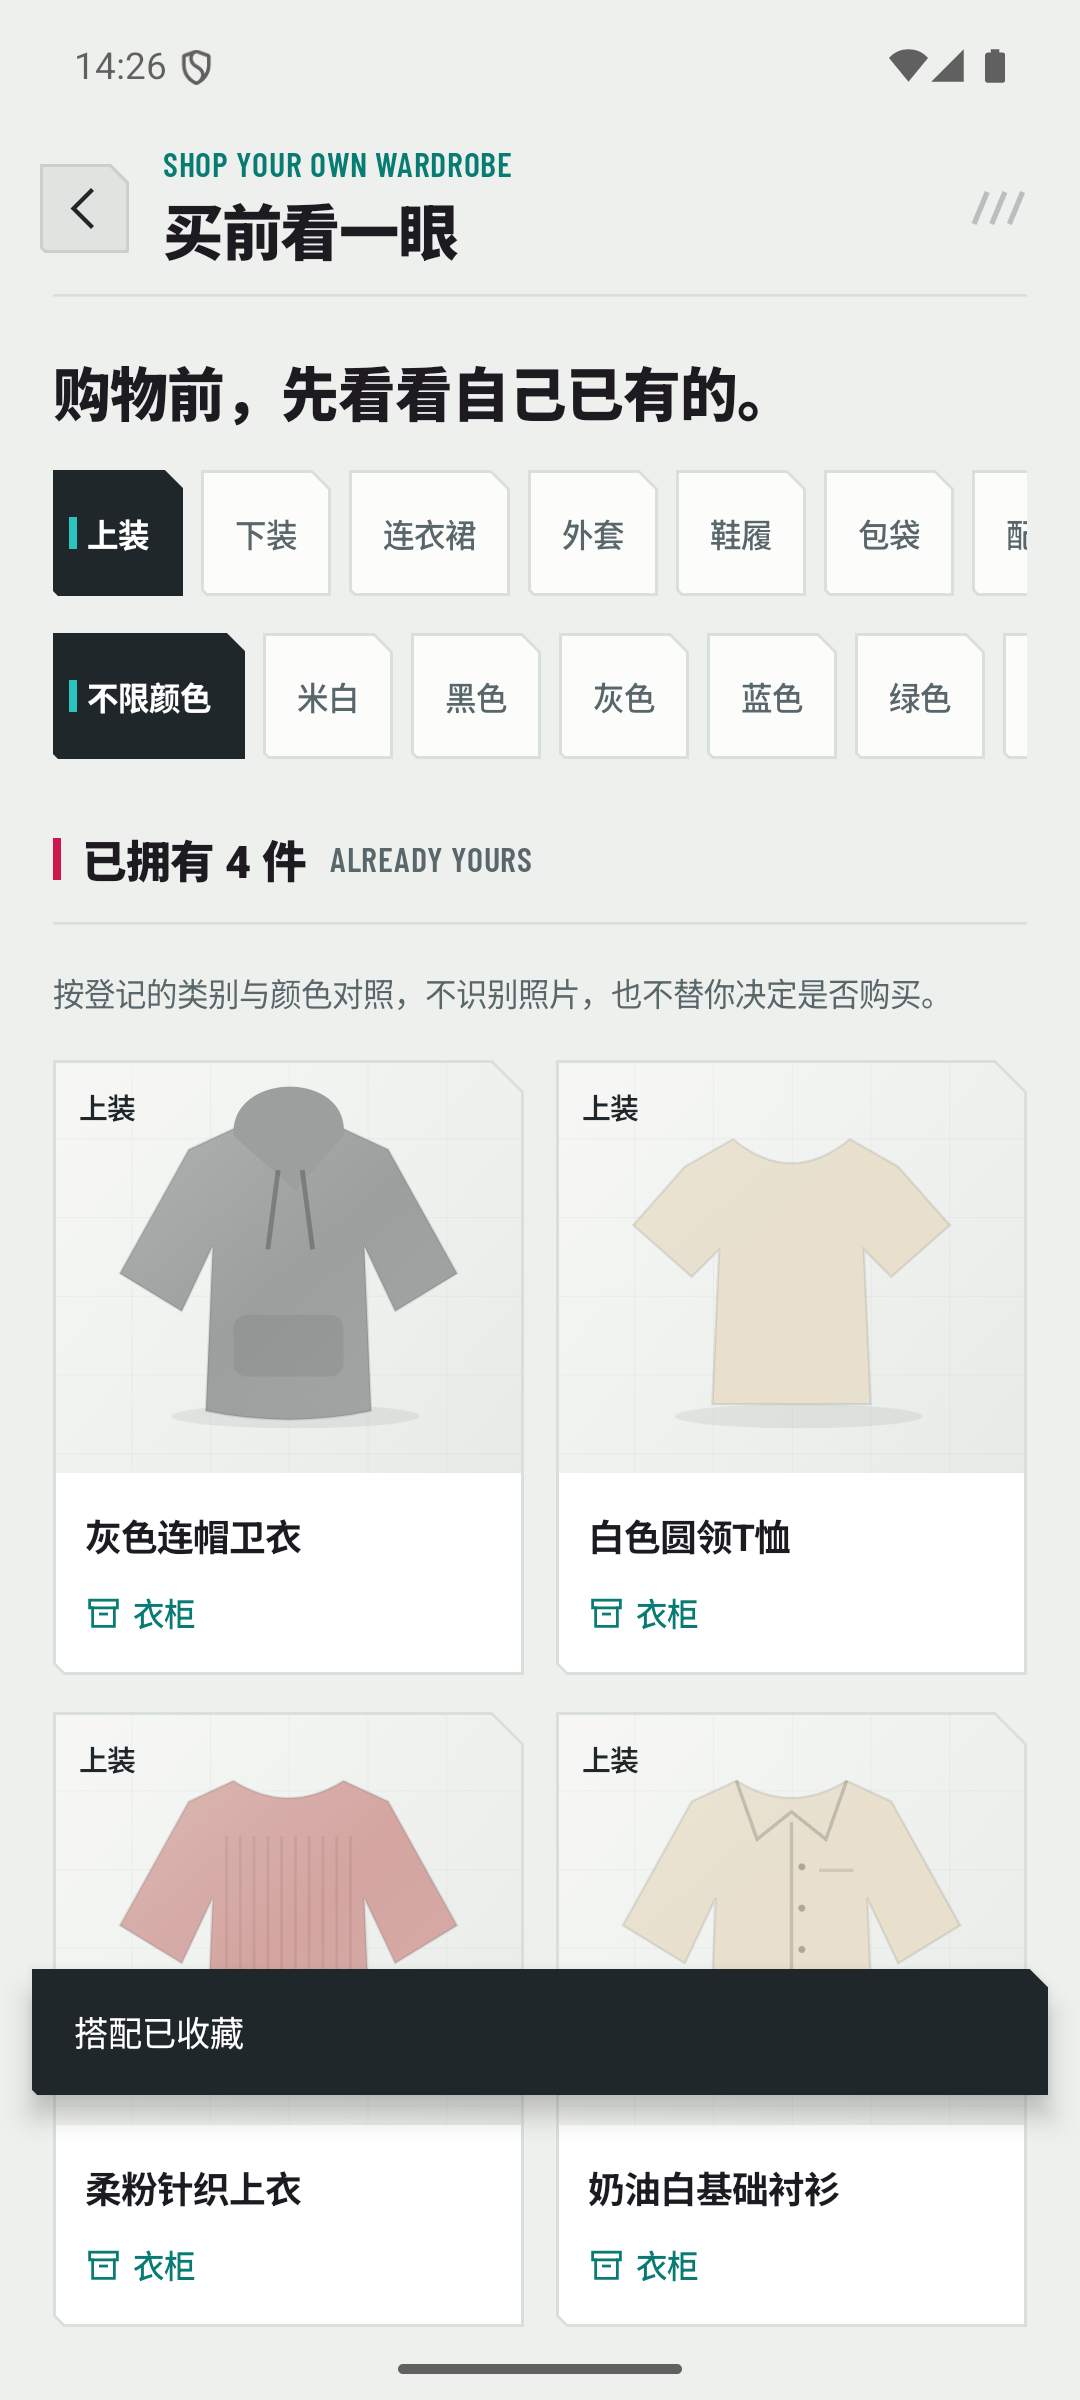 14:26
SHOP YOUR OWN WARDROBE
买前看一眼
购物前，先看看自己已有的。
上装 下装 连衣裙 外套 鞋履 包袋 配
不限颜色 米白 黑色 灰色 蓝色 绿色
已拥有 4 件 ALREADY YOURS
按登记的类别与颜色对照，不识别照片，也不替你决定是否购买。
上装 上装
灰色连帽卫衣 白色圆领T恤
衣柜 衣柜
上装 上装
搭配已收藏
柔粉针织上衣 奶油白基础衬衫
衣柜 衣柜